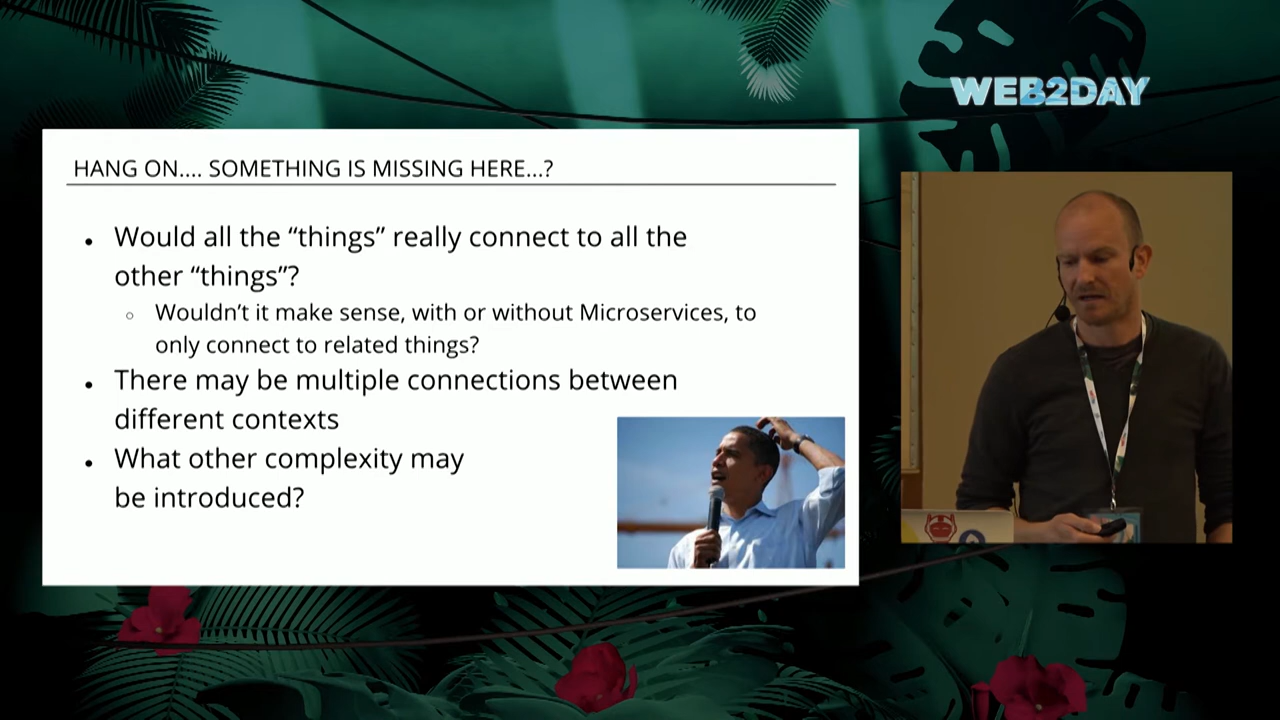 WEB2DAY
HANG ON.... SOMETHING IS MISSING HERE...?
Would all the “things” really connect to all the
other “things”?
Wouldn’t it make sense, with or without Microservices, to
only connect to related things?
There may be multiple connections between
different contexts
What other complexity may
be introduced?